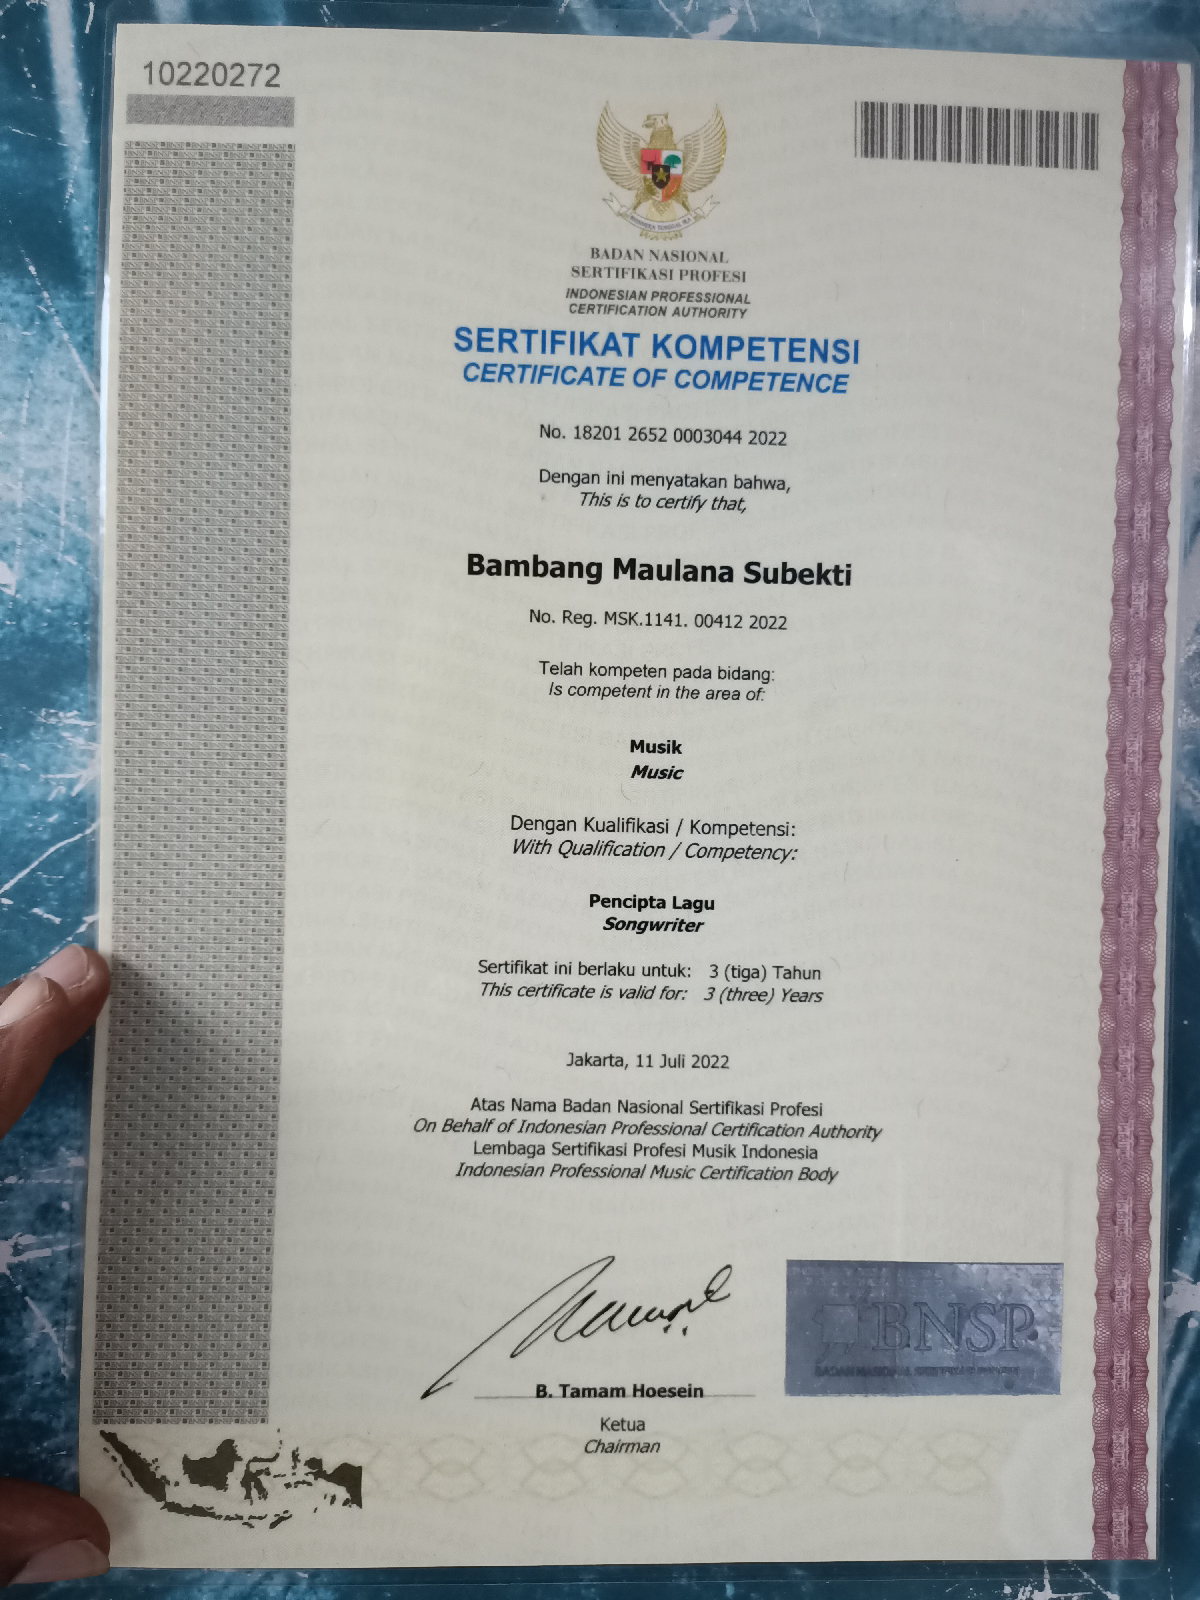 10220272
BADAN NASIONAL
SERTIFIKASI PROFESI
INDONESIAN PROFESSIONAL
CERTIFICATION AUTHORITY
SERTIFIKAT KOMPETENSI
CERTIFICATE OF COMPETENCE
No. 18201 2652 0003044 2022
Dengan ini menyatakan bahwa,
This is to certify that,
Bambang Maulana Subekti
No. Reg. MSK.1141. 00412 2022
Telah kompeten pada bidang:
Is competent in the area of:
Musik
Music
Dengan Kualifikasi / Kompetensi:
With Qualification / Competency:
Pencipta Lagu
Songwriter
Sertifikat ini berlaku untuk: 3 (tiga) Tahun
This certificate is valid for: 3 (three) Years
Jakarta, 11 Juli 2022
Atas Nama Badan Nasional Sertifikasi Profesi
On Behalf of Indonesian Professional Certification Authority
Lembaga Sertifikasi Profesi Musik Indonesia
Indonesian Professional Music Certification Body
BNSP
BADAN NASIONAL SERTIFIKASI PROFESI
B. Tamam Hoesein
Ketua
Chairman